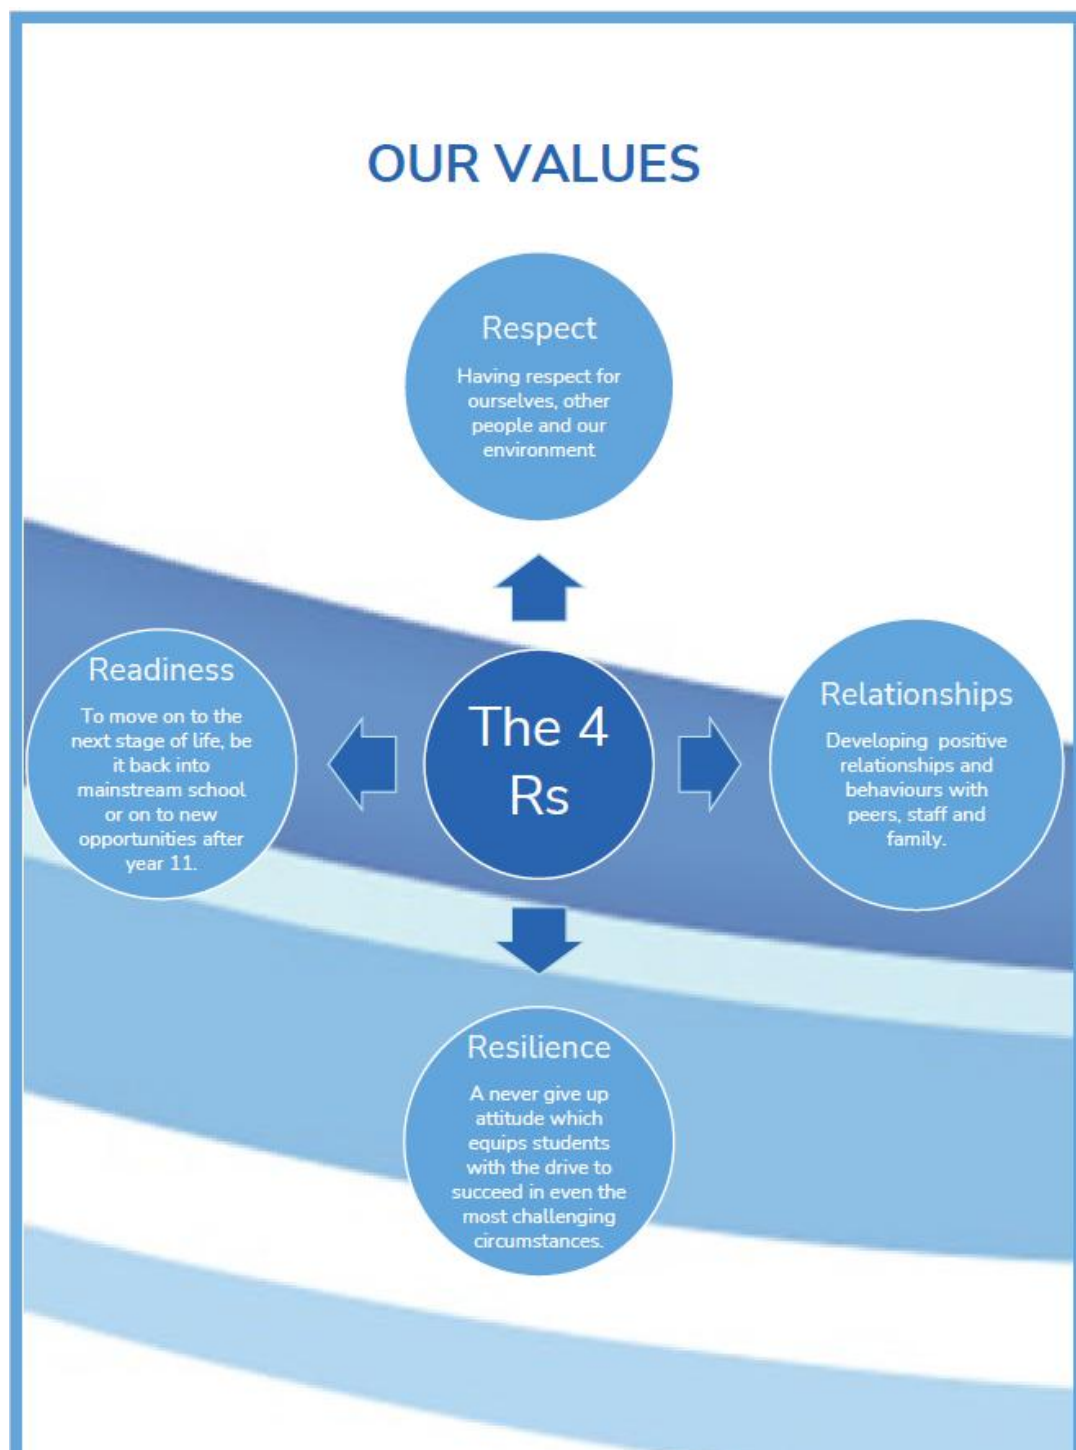 OUR VALUES
Respect
Having respect for
ourselves, other
people and our
environment
Readiness
To move on to the
next stage of life, be
it back into
mainstream school
or on to new
opportunities after
year 11.
The 4
Rs
Relationships
Developing positive
relationships and
behaviours with
peers, staff and
family.
Resilience
A never give up
attitude which
equips students
with the drive to
succeed in even the
most challenging
circumstances.